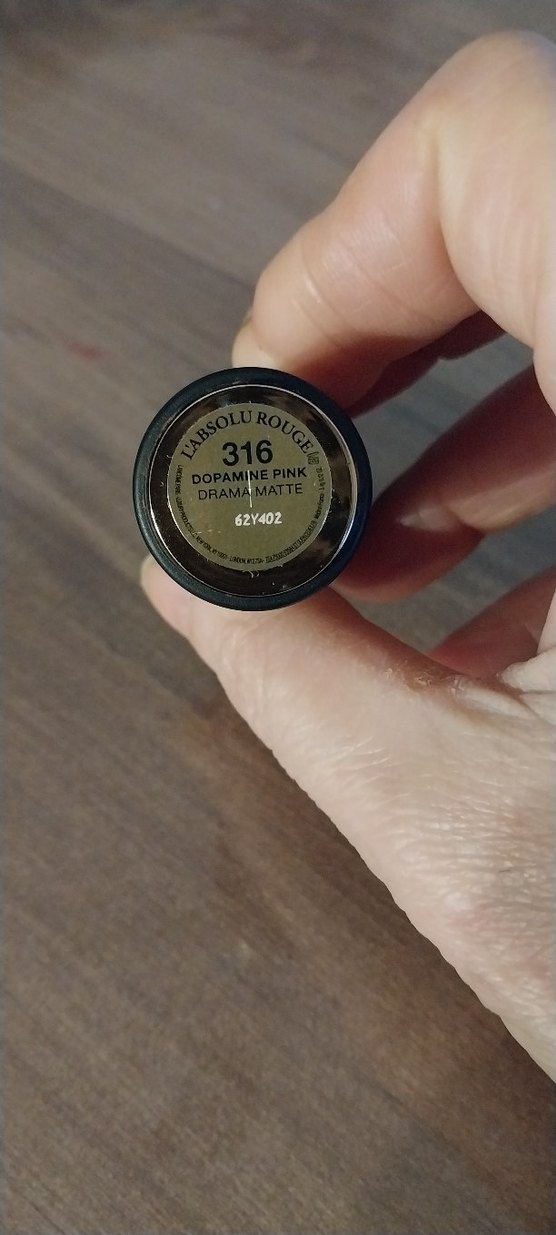 L'ABSOLU ROUGE
316
DOPAMINE PINK
DRAMA MATTE
62Y402